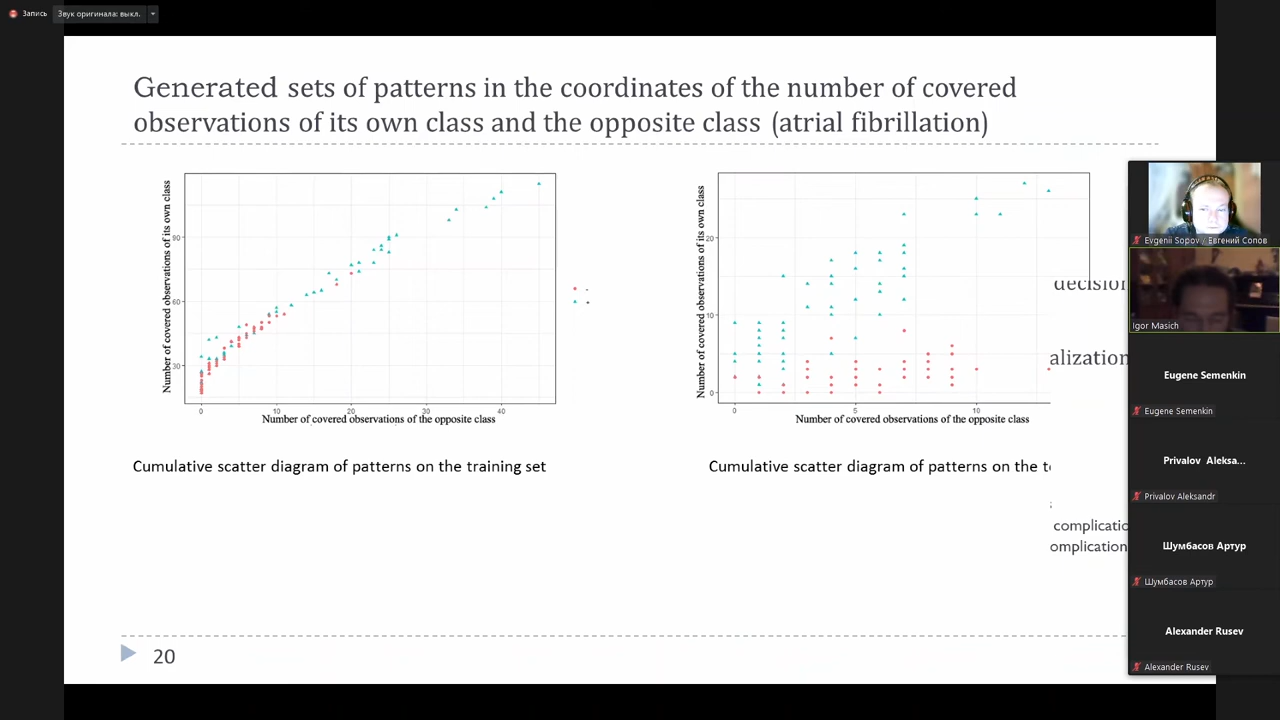 Запись
Звук оригинала: выкл.
Generated sets of patterns in the coordinates of the number of covered
observations of its own class and the opposite class (atrial fibrillation)
Number of covered observations of its own class
90
60
30
0
10
20
30
40
Number of covered observations of the opposite class
Cumulative scatter diagram of patterns on the training set
Number of covered observations of its own class
20
10
0
0
5
10
Number of covered observations of the opposite class
Cumulative scatter diagram of patterns on the
decision
alization
complicatio
omplication
20
Evgenii Sopov / Евгений Сопов
Igor Masich
Eugene Semenkin
Eugene Semenkin
Privalov Aleksa...
Privalov Aleksandr
Шумбасов Артур
Шумбасов Артур
Alexander Rusev
Alexander Rusev